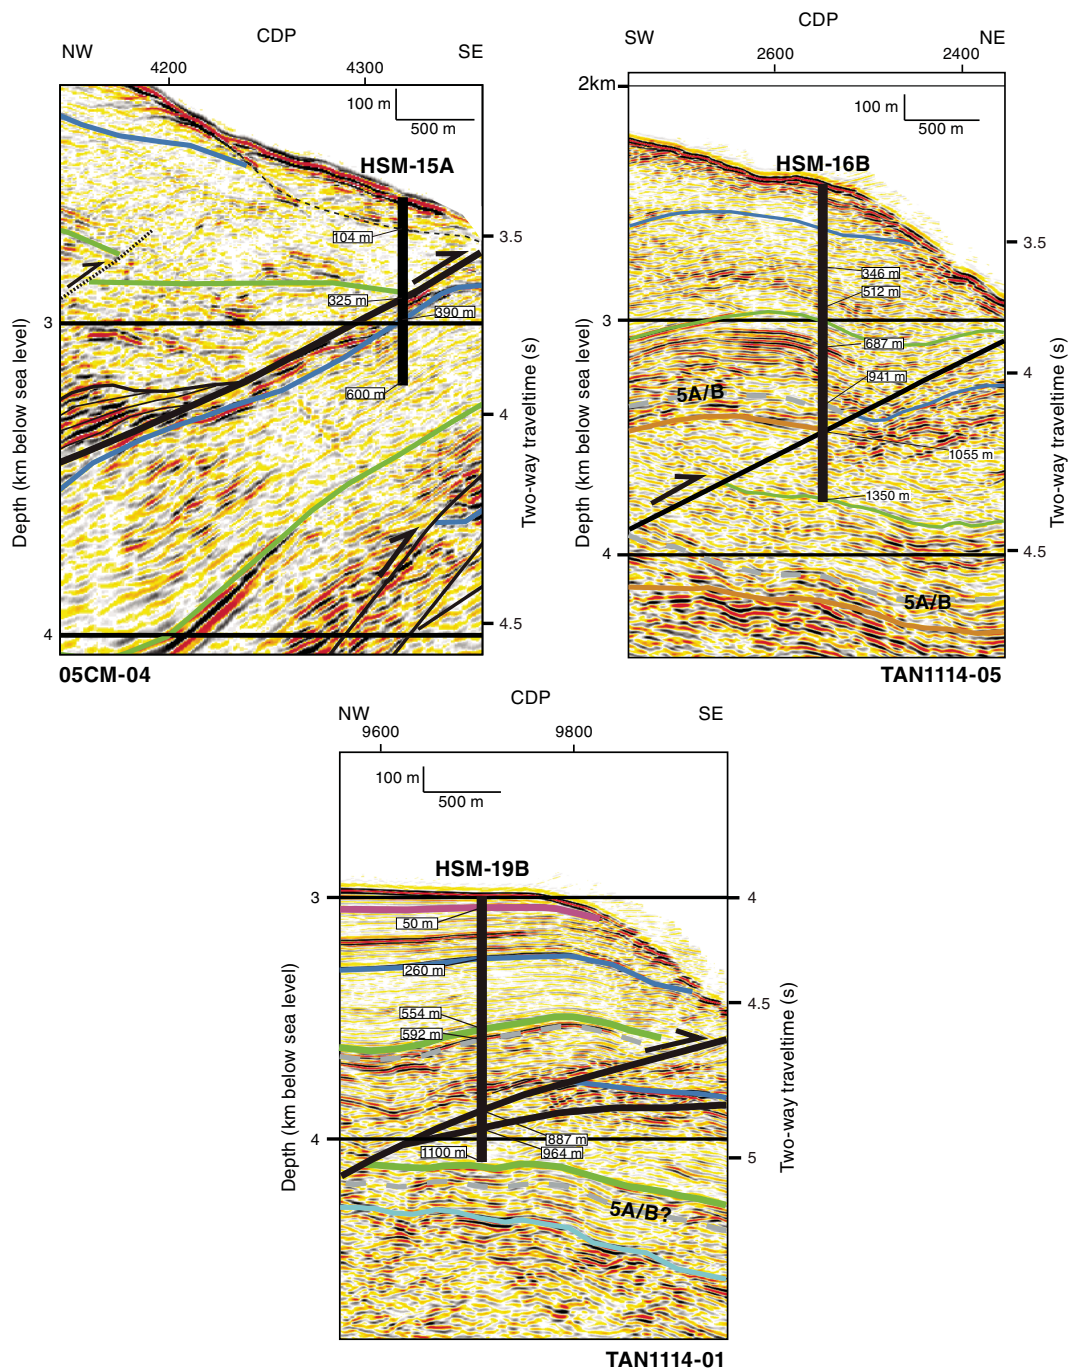 CDP
NW
SE
4200
4300
100 m
500 m
HSM-15A
104 m
325 m
390 m
600 m
3
4
3.5
4
4.5
Depth (km below sea level)
Two-way traveltime (s)
05CM-04
CDP
SW
NE
2600
2400
2km
100 m
500 m
HSM-16B
346 m
512 m
687 m
941 m
5A/B
1055 m
1350 m
5A/B
3
4
3.5
4
4.5
Depth (km below sea level)
Two-way traveltime (s)
TAN1114-05
CDP
NW
SE
9600
9800
100 m
500 m
HSM-19B
50 m
260 m
554 m
592 m
887 m
1100 m
964 m
5A/B?
3
4
4
4.5
5
Depth (km below sea level)
Two-way traveltime (s)
TAN1114-01